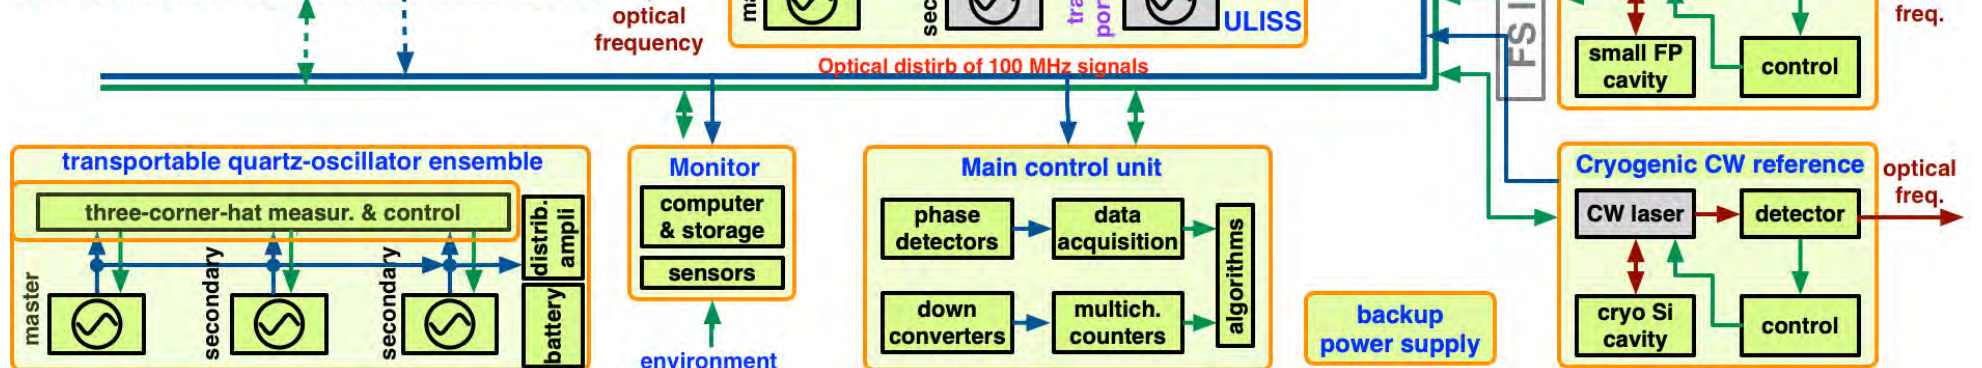 optical
frequency
ULISS
FS I
freq.
small FP
cavity
control
Optical distirb of 100 MHz signals
transportable quartz-oscillator ensemble
three-corner-hat measur. & control
distrib.
ampli
master
secondary
secondary
battery
Monitor
computer
& storage
sensors
environment
Main control unit
phase
detectors
data
acquisition
algorithms
down
converters
multich.
counters
backup
power supply
Cryogenic CW reference
CW laser
detector
cryo Si
cavity
control
optical
freq.